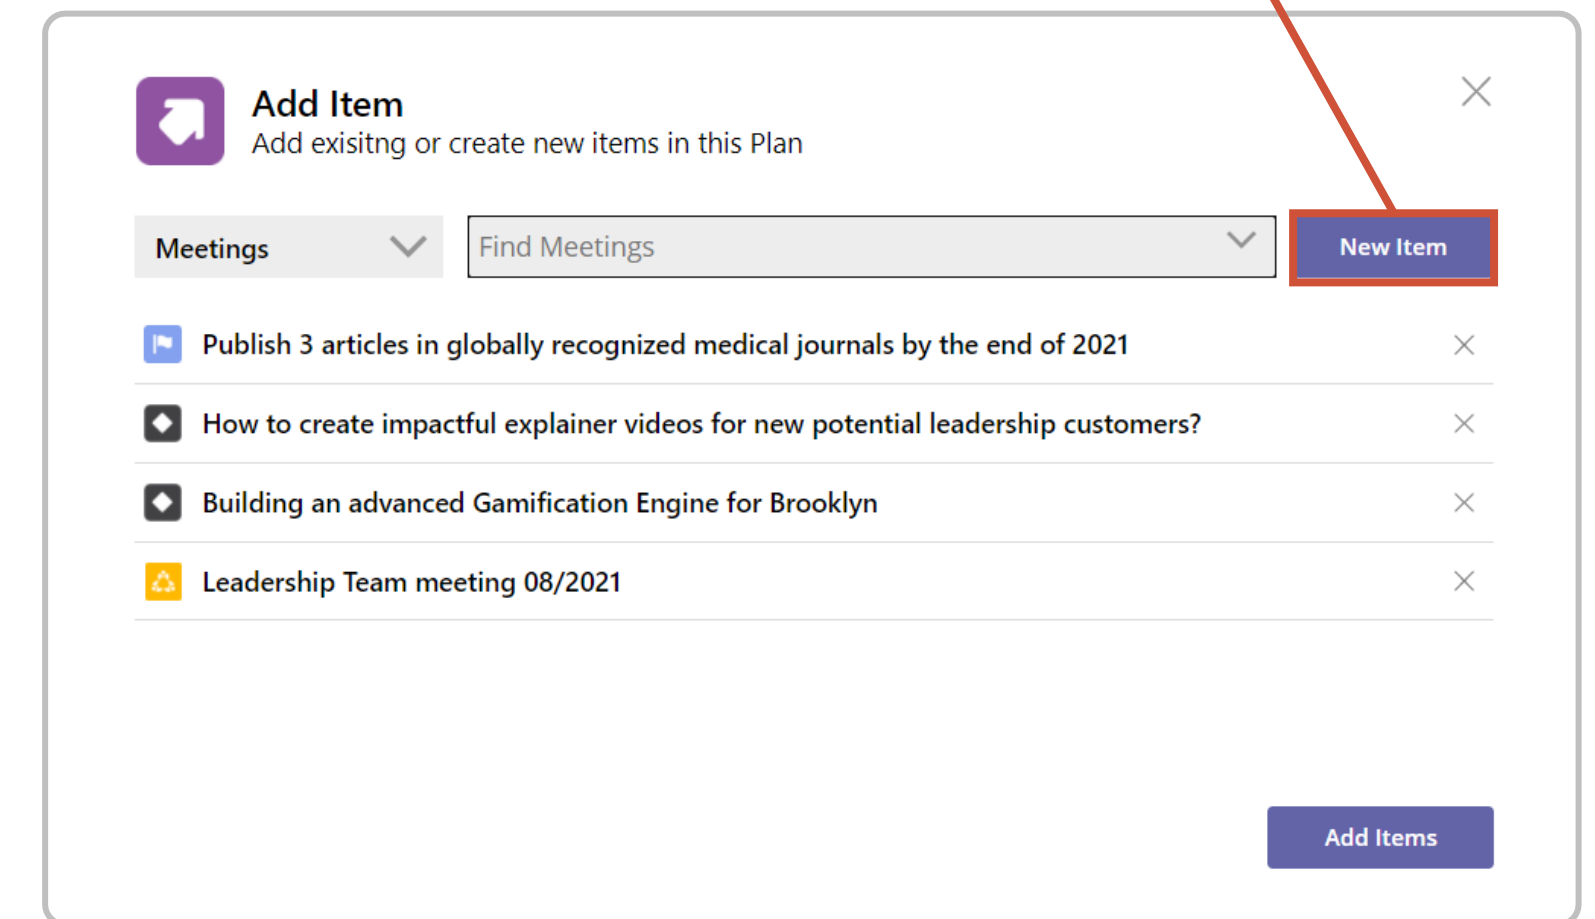 Add Item
Add exisitng or create new items in this Plan
Meetings
Find Meetings
New Item
Publish 3 articles in globally recognized medical journals by the end of 2021
How to create impactful explainer videos for new potential leadership customers?
Building an advanced Gamification Engine for Brooklyn
Leadership Team meeting 08/2021
Add Items